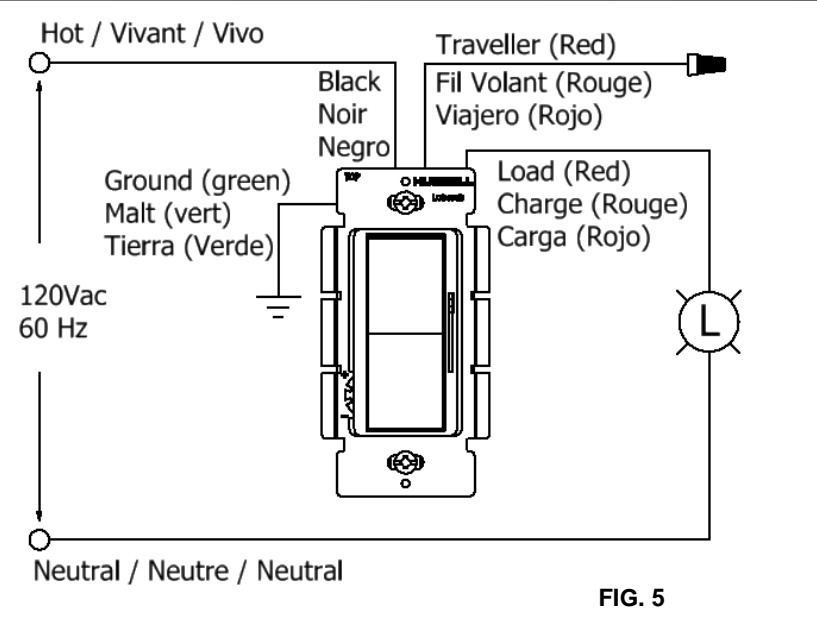 Hot / Vivant / Vivo
Traveller (Red)
Fil Volant (Rouge)
Viajero (Rojo)
Black
Noir
Negro
Ground (green)
Malt (vert)
Tierra (Verde)
TOP
HUBBELL
Load (Red)
Charge (Rouge)
Carga (Rojo)
120Vac
60 Hz
L
Neutral / Neutre / Neutral
FIG. 5